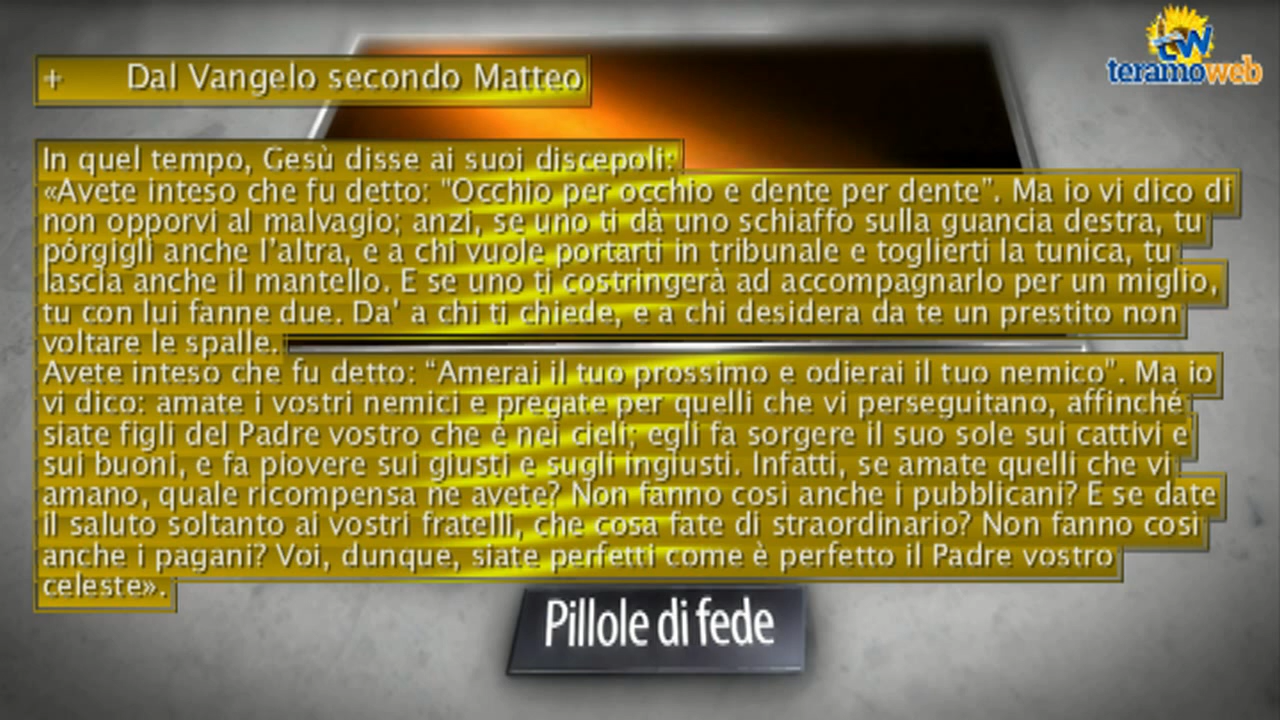 teramoweb
+ Dal Vangelo secondo Matteo
In quel tempo, Gesù disse ai suoi discepoli:
«Avete inteso che fu detto: "Occhio per occhio e dente per dente". Ma io vi dico di
non opporvi al malvagio; anzi, se uno ti dà uno schiaffo sulla guancia destra, tu
pórgigli anche l'altra, e a chi vuole portarti in tribunale e toglierti la tunica, tu
lascia anche il mantello. E se uno ti costringerà ad accompagnarlo per un miglio,
tu con lui fanne due. Da' a chi ti chiede, e a chi desidera da te un prestito non
voltare le spalle.
Avete inteso che fu detto: “Amerai il tuo prossimo e odierai il tuo nemico”. Ma io
vi dico: amate i vostri nemici e pregate per quelli che vi perseguitano, affinché
siate figli del Padre vostro che è nei cieli; egli fa sorgere il suo sole sui cattivi e
sui buoni, e fa piovere sui giusti e sugli ingiusti. Infatti, se amate quelli che vi
amano, quale ricompensa ne avete? Non fanno così anche i pubblicani? E se date
il saluto soltanto ai vostri fratelli, che cosa fate di straordinario? Non fanno così
anche i pagani? Voi, dunque, siate perfetti come è perfetto il Padre vostro
celeste».
Pillole di fede